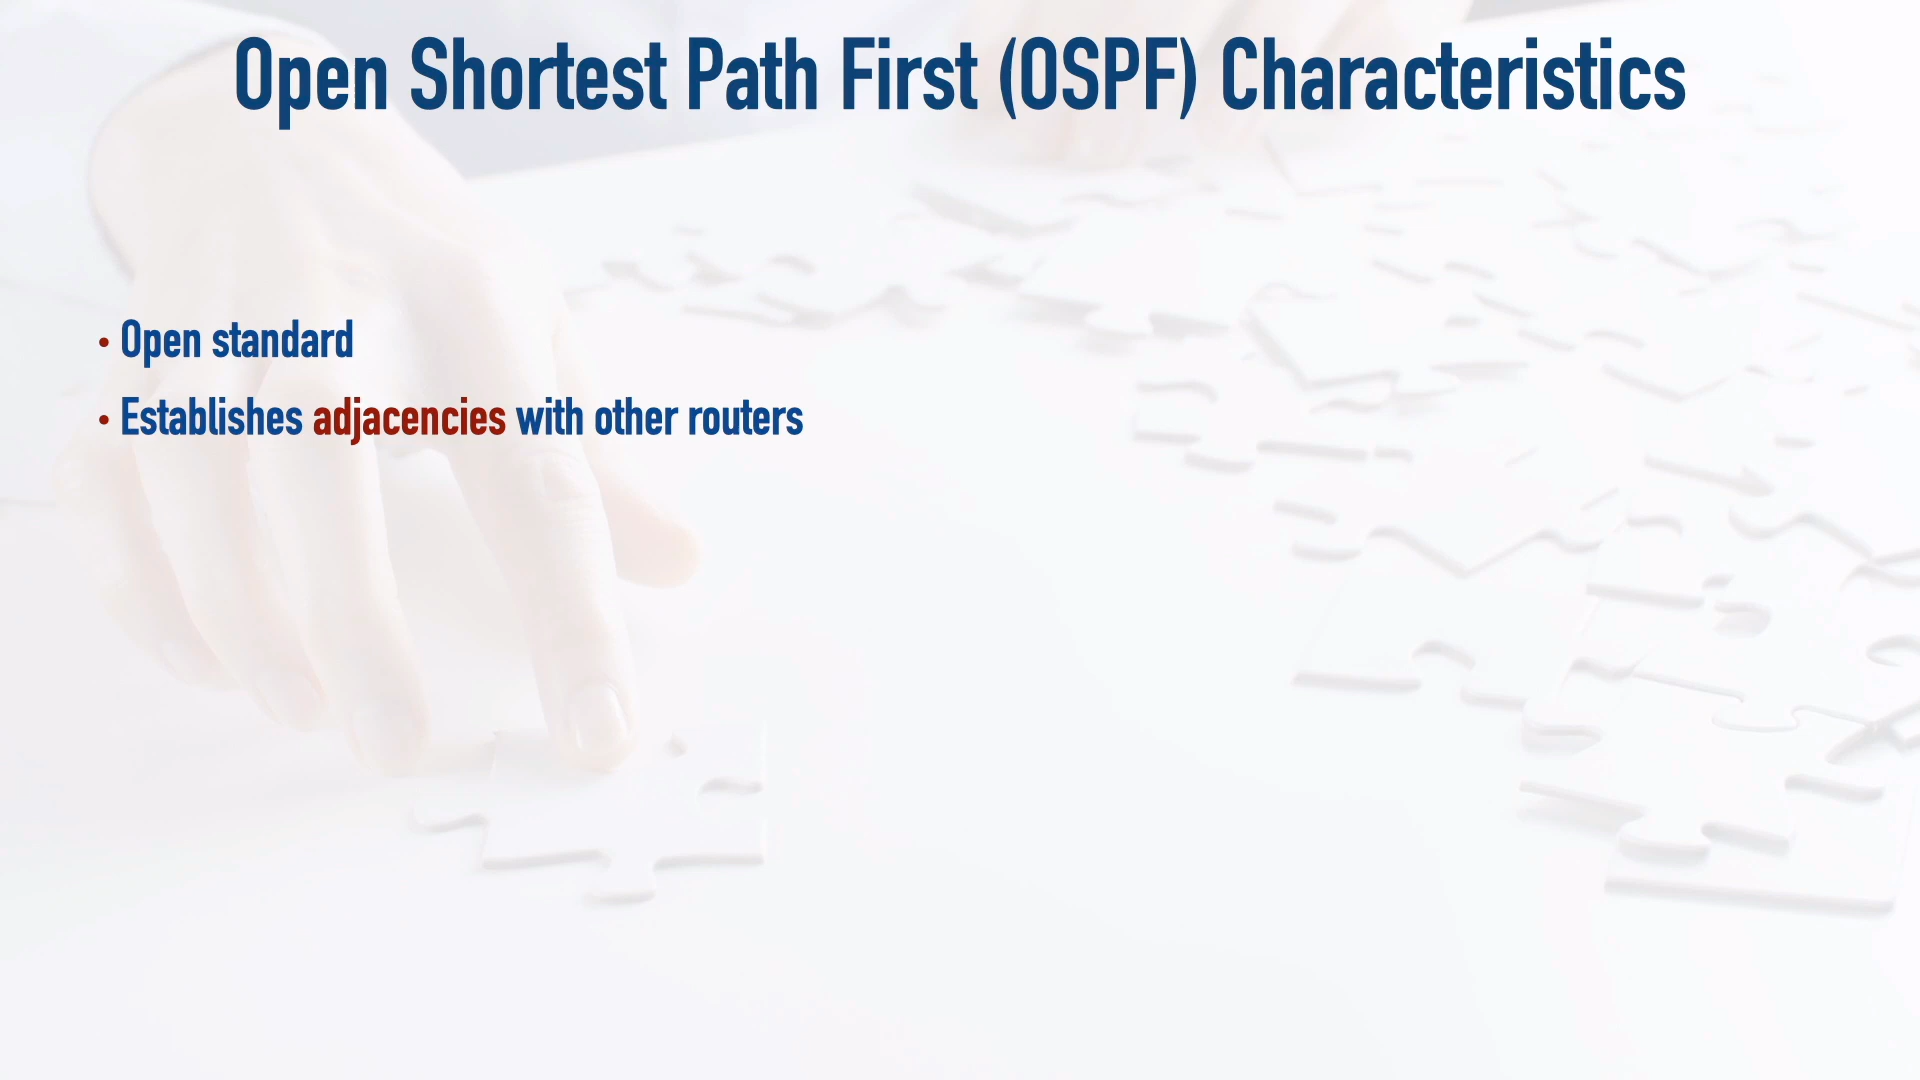 Open Shortest Path First (OSPF) Characteristics
• Open standard
• Establishes adjacencies with other routers